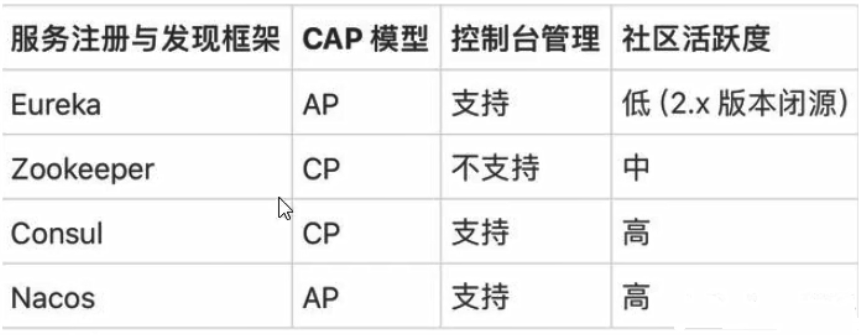 服务注册与发现框架 CAP 模型 控制台管理 社区活跃度
Eureka AP 支持 低 (2.x 版本闭源)
Zookeeper CP 不支持 中
Consul CP 支持 高
Nacos AP 支持 高